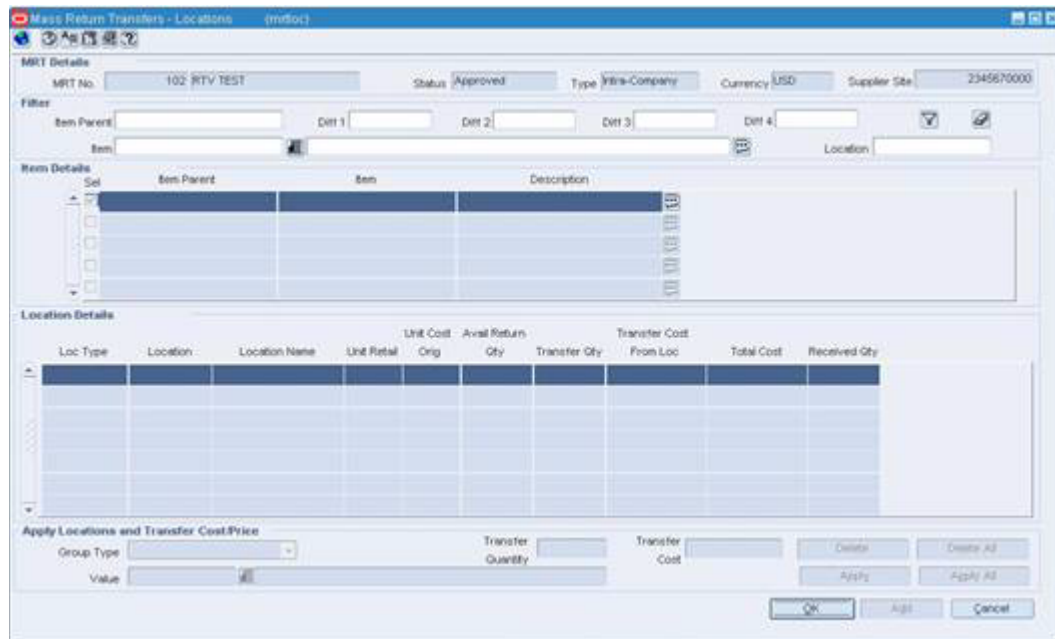 Mass Return Transfers - Locations (mrtloc)
MRT Details
MRT No. 102 RTV TEST Status Approved Type Intra-Company Currency USD Supplier Site 2345670000
Filter
Item Parent Diff 1 Diff 2 Diff 3 Diff 4
Item Location
Item Details
Sel Item Parent Item Description
Location Details
Unit Cost Avail Return Transfer Cost
Loc Type Location Location Name Unit Retail Orig Qty Transfer Qty From Loc Total Cost Received Qty
Apply Locations and Transfer Cost/Price
Group Type Transfer Quantity Transfer Cost Delete Delete All
Value Apply Apply All
OK Add Cancel